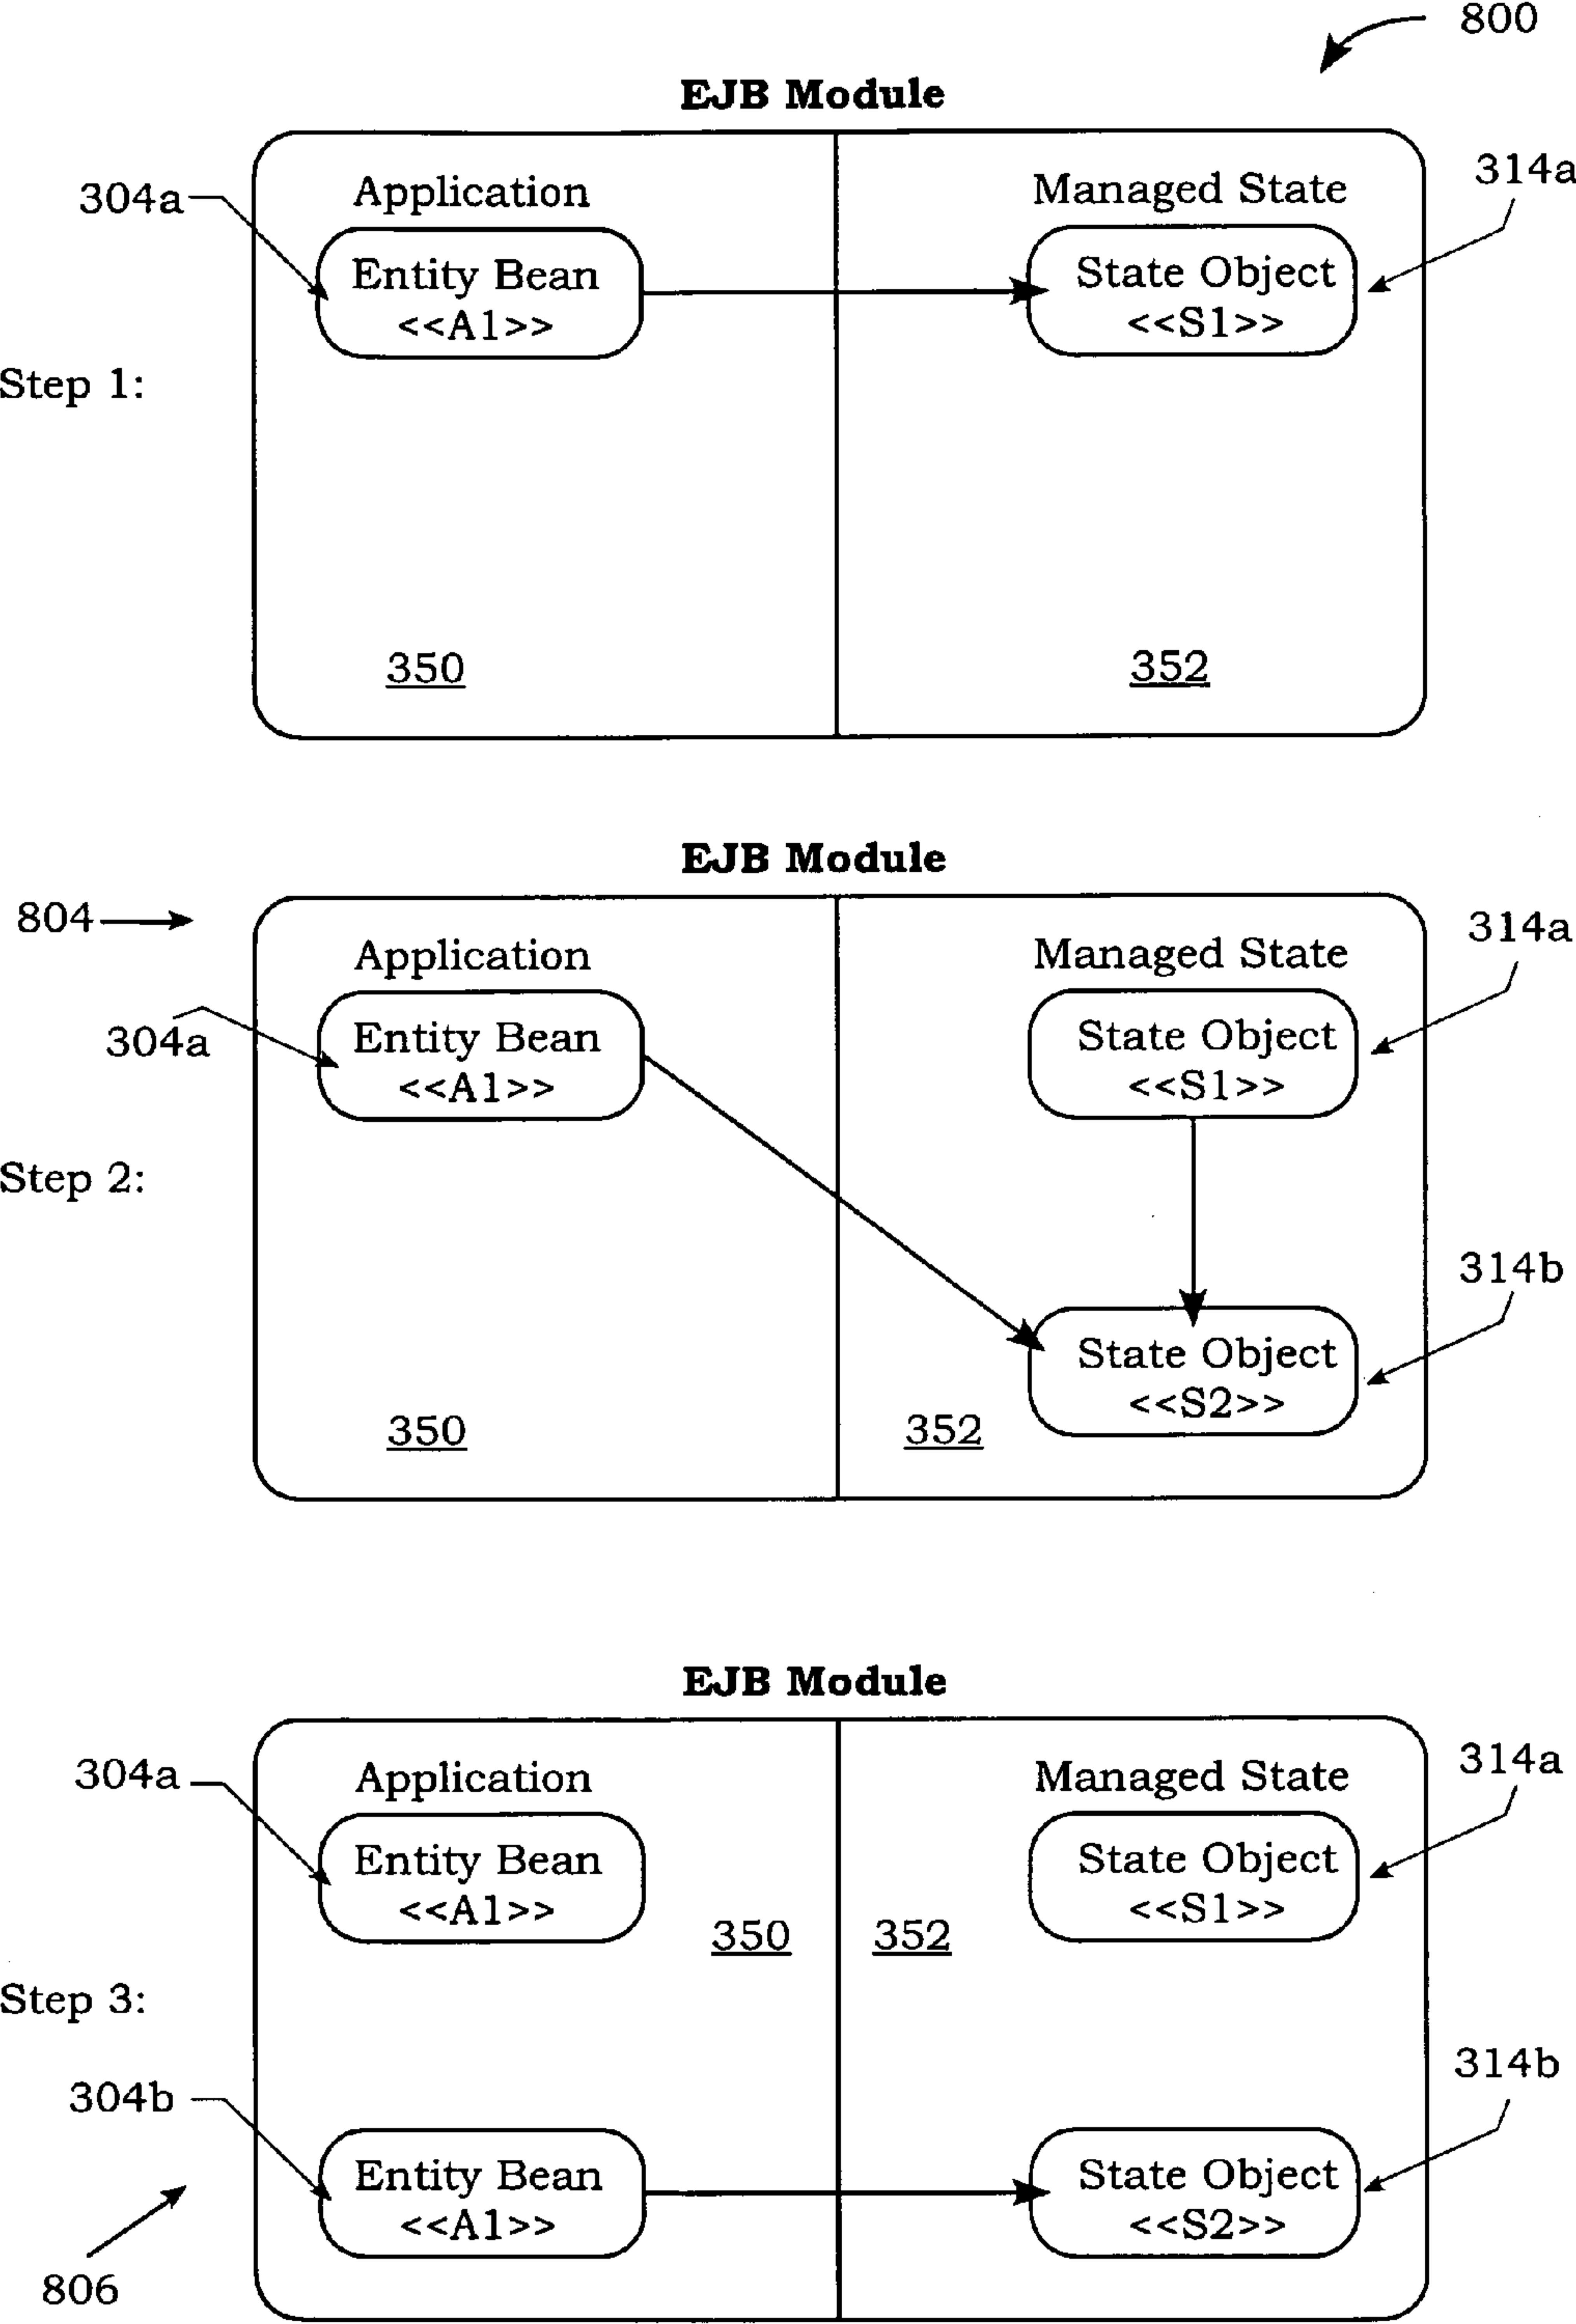 800
EJB Module
304a
Application
Managed State
314a
Entity Bean
<<A1>>
State Object
<<S1>>
Step 1:
350
352
EJB Module
804
Application
Managed State
314a
304a
Entity Bean
<<A1>>
State Object
<<S1>>
Step 2:
314b
State Object
<<S2>>
350
352
EJB Module
304a
Application
Managed State
314a
Entity Bean
<<A1>>
State Object
<<S1>>
350
352
Step 3:
304b
314b
Entity Bean
<<A1>>
State Object
<<S2>>
806